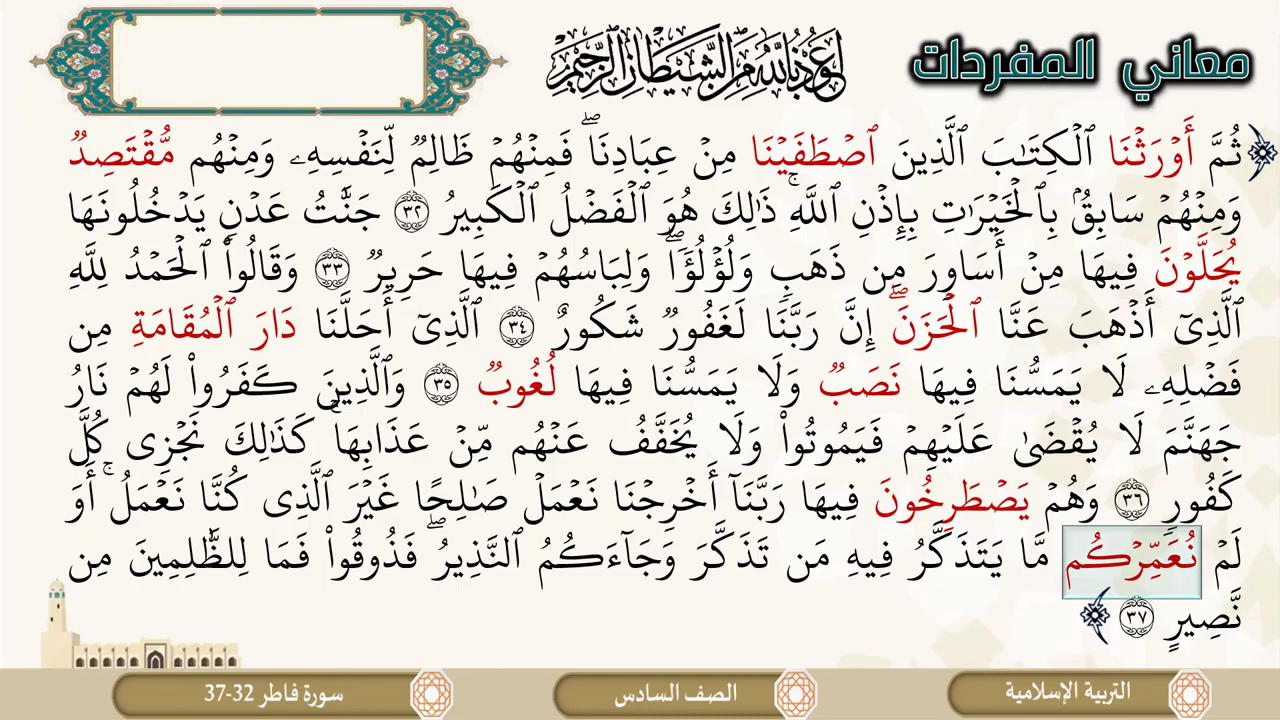 معاني المفردات
أعوذ بالله من الشيطان الرجيم
ثُمَّ أَوۡرَثۡنَا ٱلۡكِتَٰبَ ٱلَّذِينَ ٱصۡطَفَيۡنَا مِنۡ عِبَادِنَاۖ فَمِنۡهُمۡ ظَالِمٌ لِّنَفۡسِهِۦ وَمِنۡهُم مُّقۡتَصِدٌ
وَمِنۡهُمۡ سَابِقُۢ بِٱلۡخَيۡرَٰتِ بِإِذۡنِ ٱللَّهِۚ ذَٰلِكَ هُوَ ٱلۡفَضۡلُ ٱلۡكَبِيرُ ٣٢ جَنَّٰتُ عَدۡنٍ يَدۡخُلُونَهَا
يُحَلَّوۡنَ فِيهَا مِنۡ أَسَاوِرَ مِن ذَهَبٍ وَلُؤۡلُؤًاۖ وَلِبَاسُهُمۡ فِيهَا حَرِيرٌ ٣٣ وَقَالُواْ ٱلۡحَمۡدُ لِلَّهِ
ٱلَّذِيٓ أَذۡهَبَ عَنَّا ٱلۡحَزَنَۖ إِنَّ رَبَّنَا لَغَفُورٌ شَكُورٌ ٣٤ ٱلَّذِيٓ أَحَلَّنَا دَارَ ٱلۡمُقَامَةِ مِن
فَضۡلِهِۦ لَا يَمَسُّنَا فِيهَا نَصَبٌ وَلَا يَمَسُّنَا فِيهَا لُغُوبٌ ٣٥ وَٱلَّذِينَ كَفَرُواْ لَهُمۡ نَارُ
جَهَنَّمَ لَا يُقۡضَىٰ عَلَيۡهِمۡ فَيَمُوتُواْ وَلَا يُخَفَّفُ عَنۡهُم مِّنۡ عَذَابِهَاۚ كَذَٰلِكَ نَجۡزِي كُلَّ
كَفُورٍ ٣٦ وَهُمۡ يَصۡطَرِخُونَ فِيهَا رَبَّنَآ أَخۡرِجۡنَا نَعۡمَلۡ صَٰلِحًا غَيۡرَ ٱلَّذِي كُنَّا نَعۡمَلُۚ أَوَ
لَمۡ نُعَمِّرۡكُم مَّا يَتَذَكَّرُ فِيهِ مَن تَذَكَّرَ وَجَآءَكُمُ ٱلنَّذِيرُۖ فَذُوقُواْ فَمَا لِلظَّٰلِمِينَ مِن
نَّصِيرٍ ٣٧
التربية الإسلامية
الصف السادس
سورة فاطر 32-37